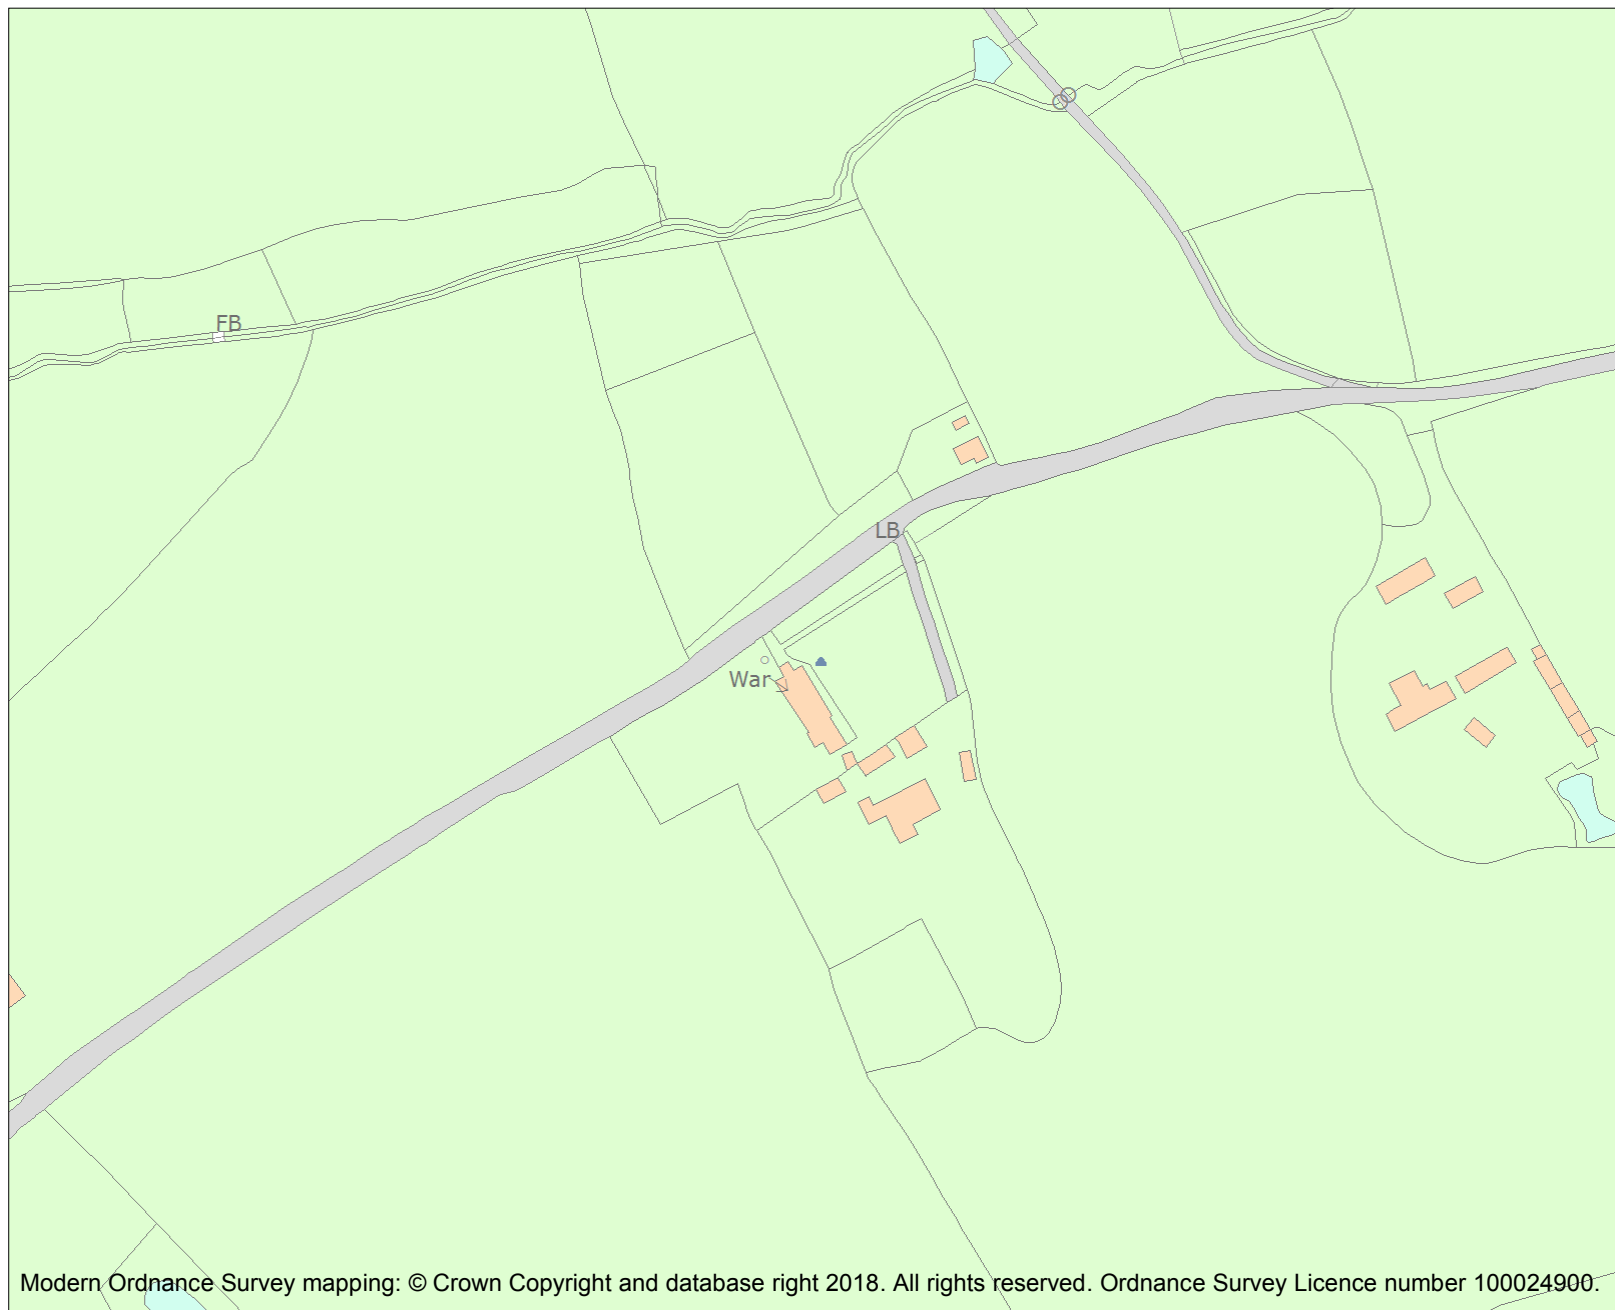 FB
LB
War
Modern Ordnance Survey mapping: © Crown Copyright and database right 2018. All rights reserved. Ordnance Survey Licence number 100024900.